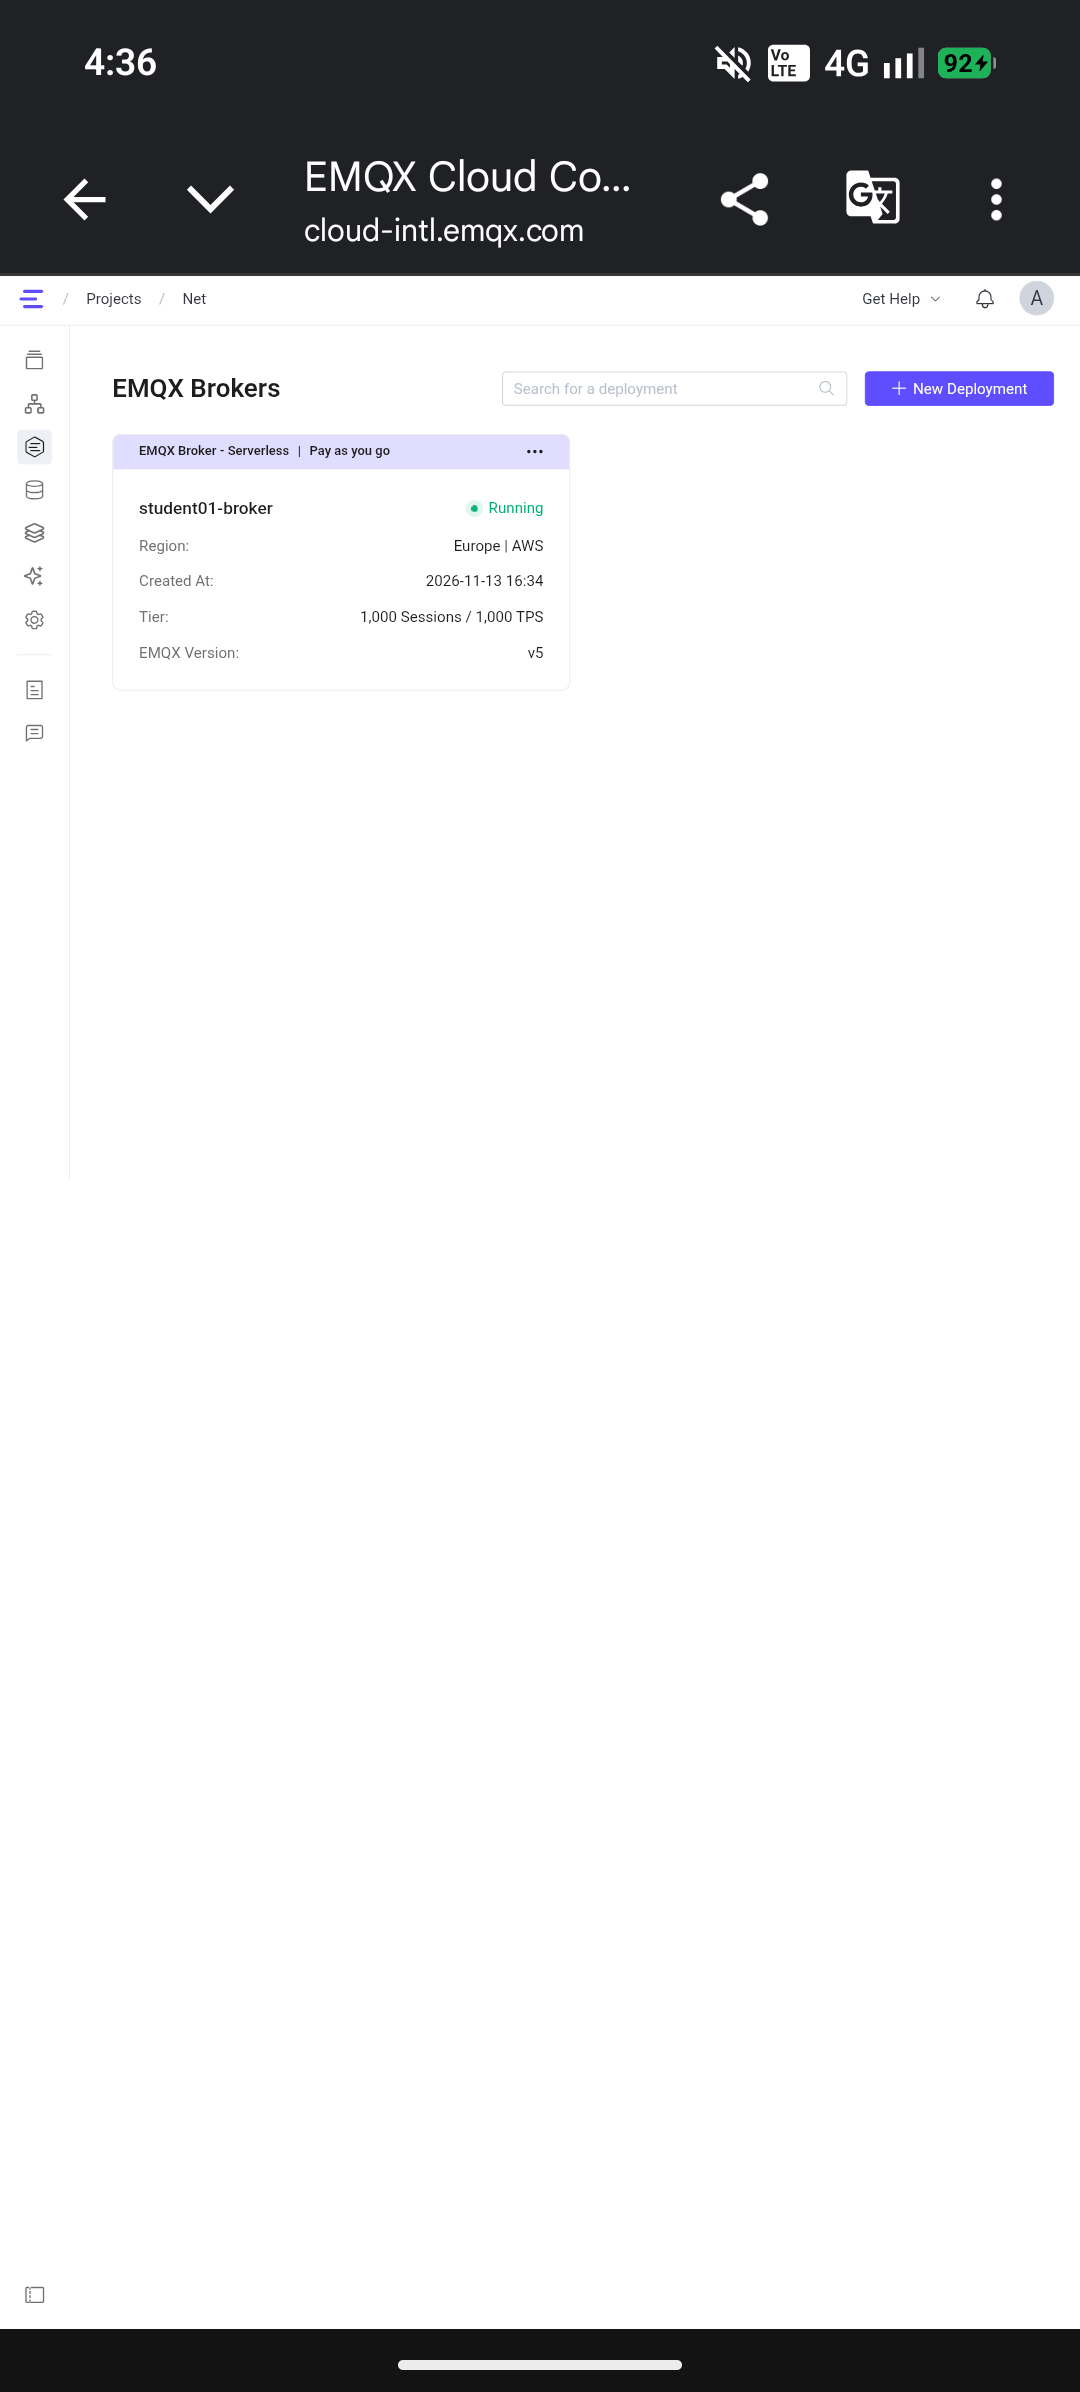 4:36
Vo LTE 4G 92
EMQX Cloud Co...
cloud-intl.emqx.com
/ Projects / Net
Get Help
A
EMQX Brokers
Search for a deployment
New Deployment
EMQX Broker - Serverless | Pay as you go
student01-broker Running
Region: Europe | AWS
Created At: 2026-11-13 16:34
Tier: 1,000 Sessions / 1,000 TPS
EMQX Version: v5